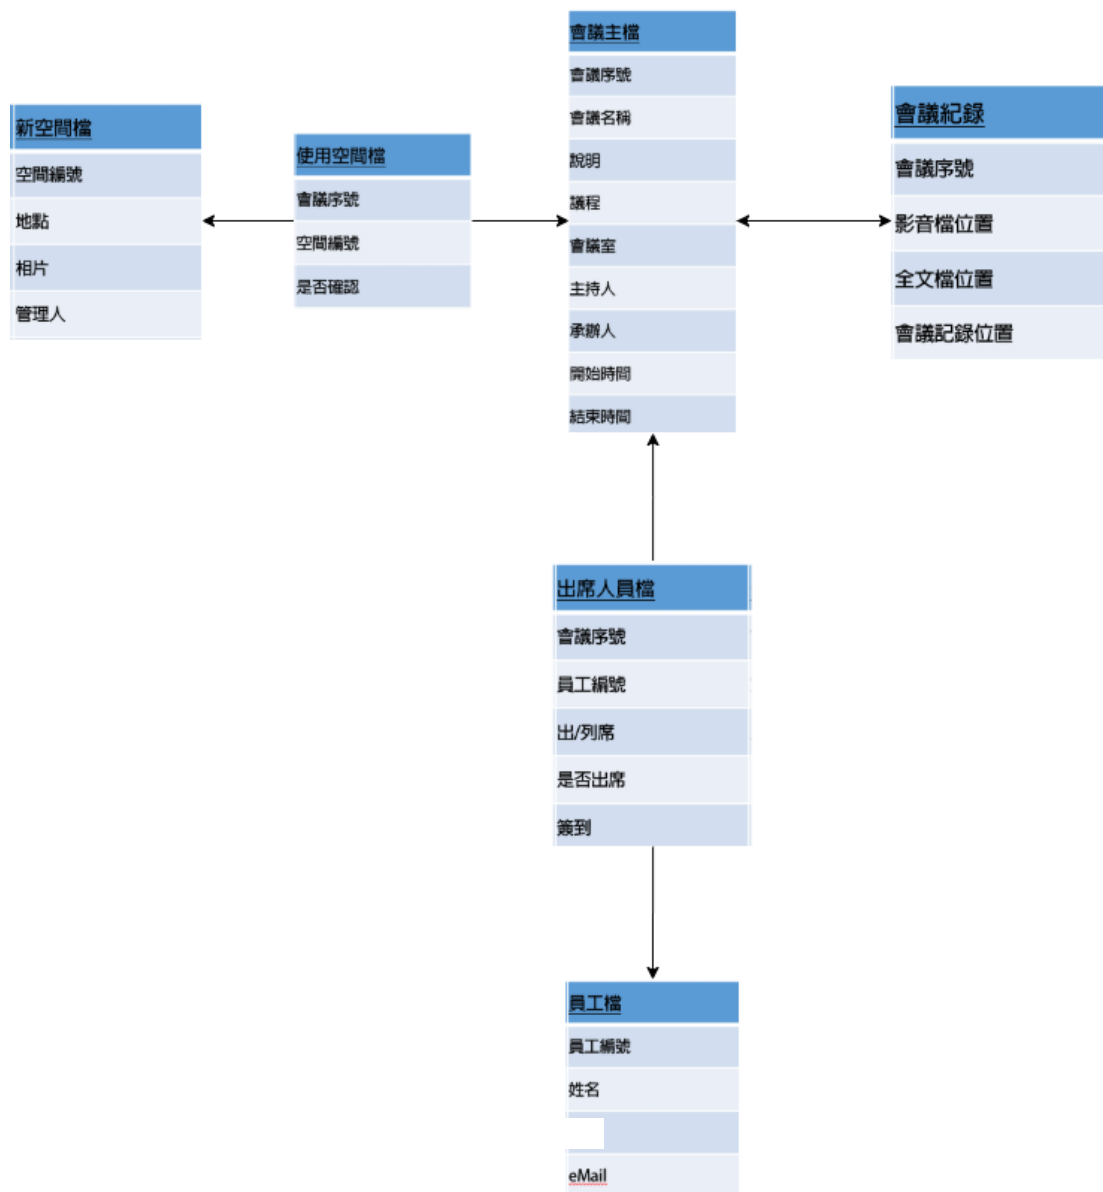 新空間檔
空間編號
地點
相片
管理人
使用空間檔
會議序號
空間編號
是否確認
會議主檔
會議序號
會議名稱
說明
議程
會議室
主持人
承辦人
開始時間
結束時間
會議紀錄
會議序號
影音檔位置
全文檔位置
會議記錄位置
出席人員檔
會議序號
員工編號
出/列席
是否出席
簽到
員工檔
員工編號
姓名
eMail